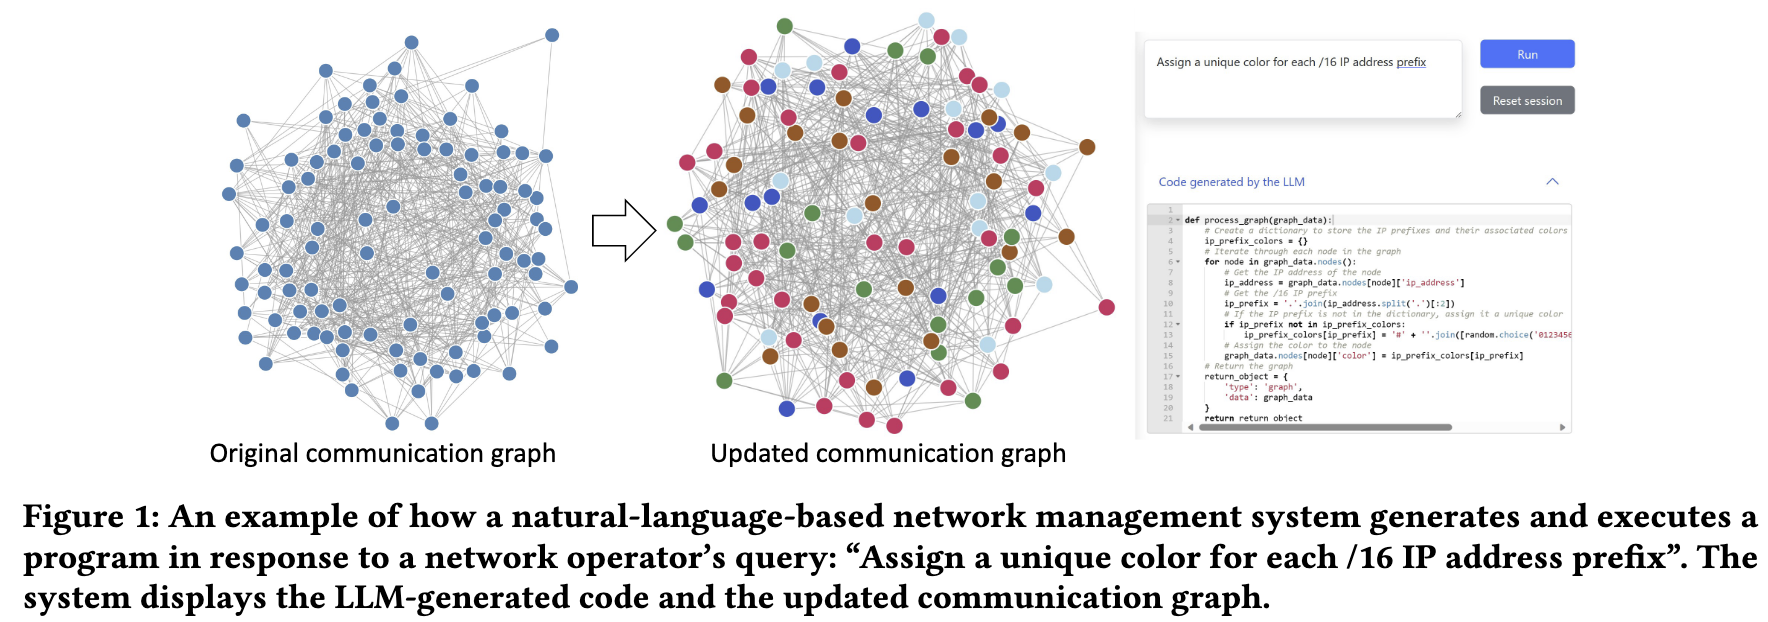 Assign a unique color for each /16 IP address prefix
Run
Reset session
Code generated by the LLM
1
2 def process_graph(graph_data):
3 # Create a dictionary to store the IP prefixes and their associated colors
4 ip_prefix_colors = {}
5 # Iterate through each node in the graph
6 for node in graph_data.nodes():
7 # Get the IP address of the node
8 ip_address = graph_data.nodes[node]['ip_address']
9 # Get the /16 IP prefix
10 ip_prefix = '.'.join(ip_address.split('.')[:2])
11 # If the IP prefix is not in the dictionary, assign it a unique color
12 if ip_prefix not in ip_prefix_colors:
13 ip_prefix_colors[ip_prefix] = '#' + ''.join([random.choice('0123456
14 # Assign the color to the node
15 graph_data.nodes[node]['color'] = ip_prefix_colors[ip_prefix]
16 # Return the graph
17 return_object = {
18 'type': 'graph',
19 'data': graph_data
20 }
21 return return_object
Original communication graph
Updated communication graph
Figure 1: An example of how a natural-language-based network management system generates and executes a
program in response to a network operator's query: “Assign a unique color for each /16 IP address prefix”. The
system displays the LLM-generated code and the updated communication graph.